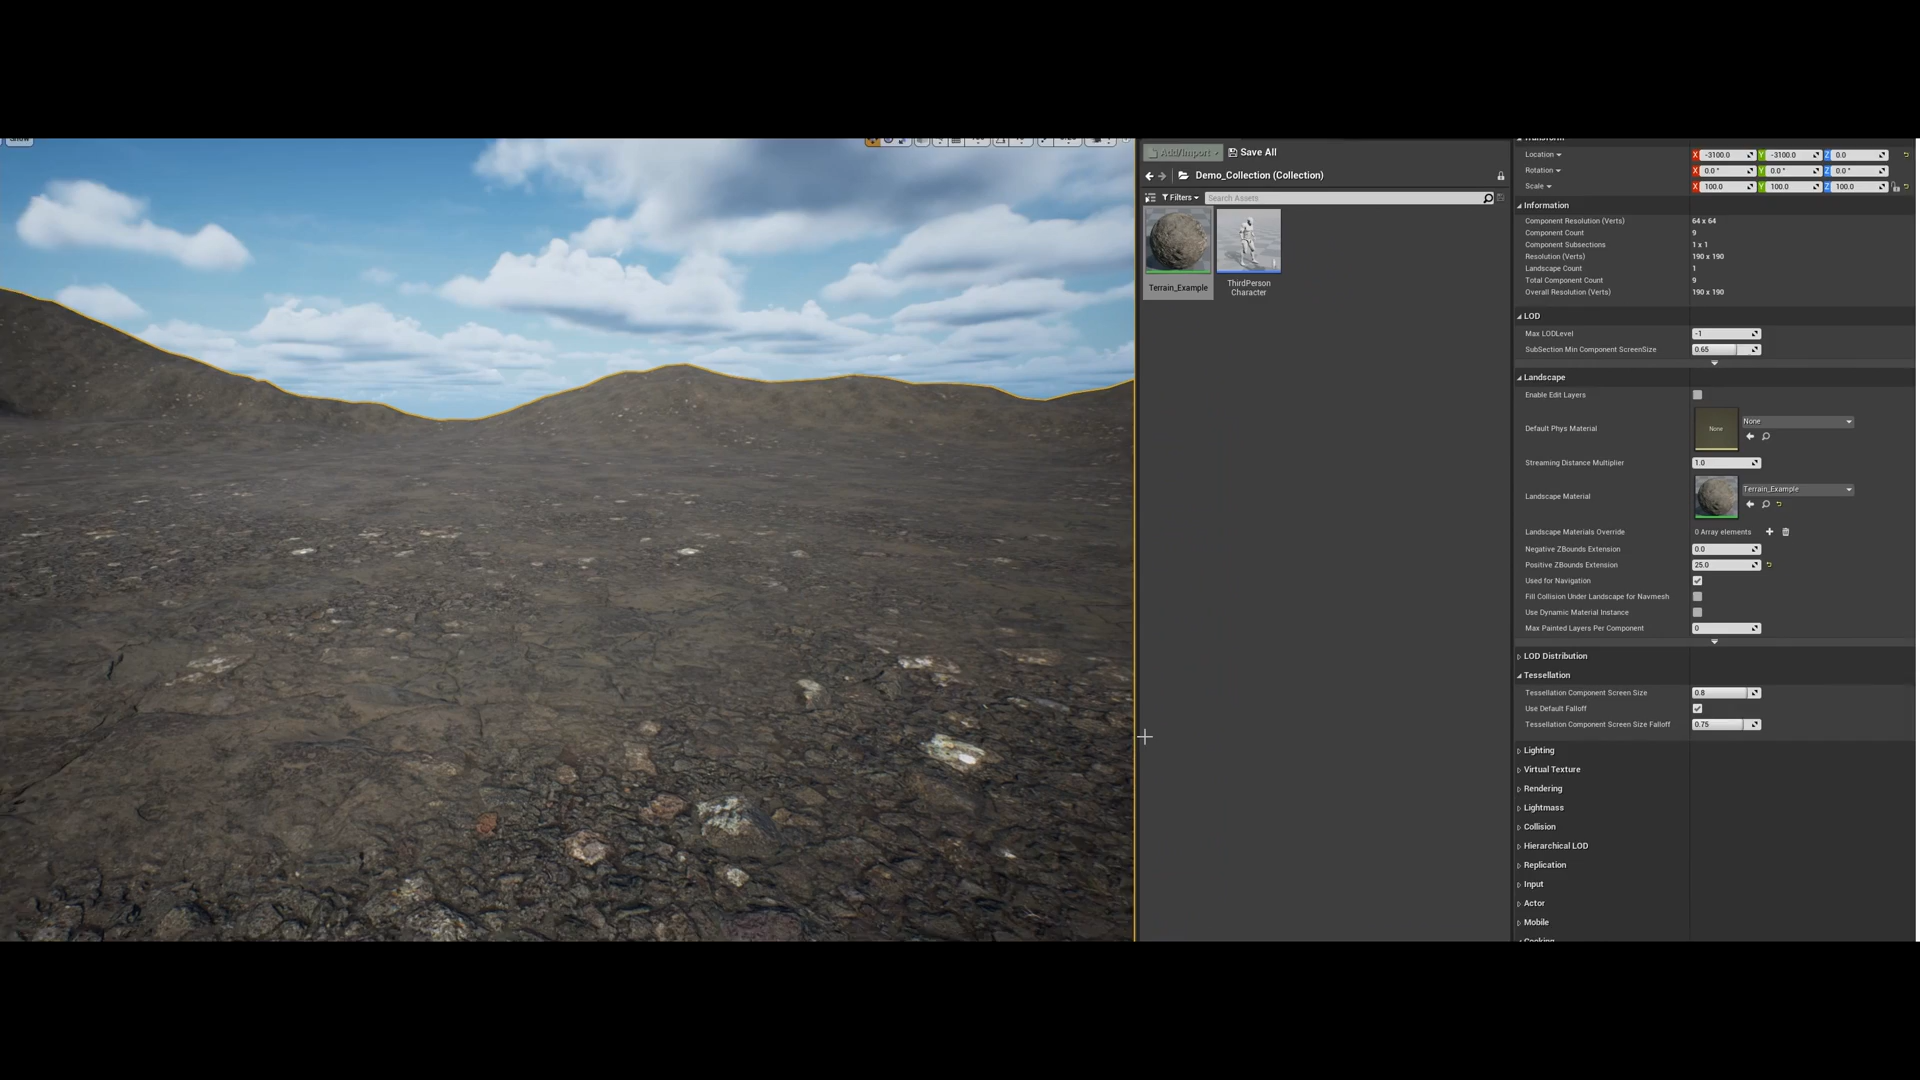 Show
Add/Import
Save All
Demo_Collection (Collection)
Filters
Search Assets
Terrain_Example
ThirdPerson
Character
Transform
Location
X -3100.0 Y -3100.0 Z 0.0
Rotation
X 0.0° Y 0.0° Z 0.0°
Scale
X 100.0 Y 100.0 Z 100.0
Information
Component Resolution (Verts) 64 x 64
Component Count 9
Component Subsections 1 x 1
Resolution (Verts) 190 x 190
Landscape Count 1
Total Component Count 9
Overall Resolution (Verts) 190 x 190
LOD
Max LODLevel -1
SubSection Min Component ScreenSize 0.65
Landscape
Enable Edit Layers
Default Phys Material None None
Streaming Distance Multiplier 1.0
Landscape Material Terrain_Example
Landscape Materials Override 0 Array elements
Negative ZBounds Extension 0.0
Positive ZBounds Extension 25.0
Used for Navigation
Fill Collision Under Landscape for Navmesh
Use Dynamic Material Instance
Max Painted Layers Per Component 0
LOD Distribution
Tessellation
Tessellation Component Screen Size 0.8
Use Default Falloff
Tessellation Component Screen Size Falloff 0.75
Lighting
Virtual Texture
Rendering
Lightmass
Collision
Hierarchical LOD
Replication
Input
Actor
Mobile
Cooking